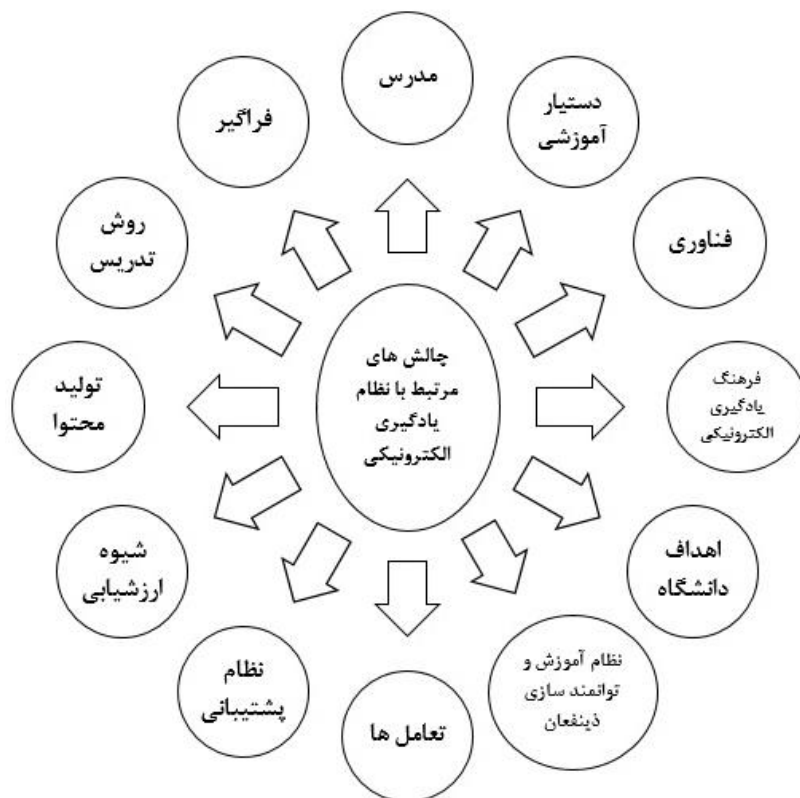 مدرس
دستیار
آموزشی
فناوری
فرهنگ
یادگیری
الکترونیکی
اهداف
دانشگاه
نظام آموزش و
توانمند سازی
ذینفعان
تعامل ها
نظام
پشتیبانی
شیوه
ارزشیابی
تولید
محتوا
روش
تدریس
فراگیر
چالش های
مرتبط با نظام
یادگیری
الکترونیکی